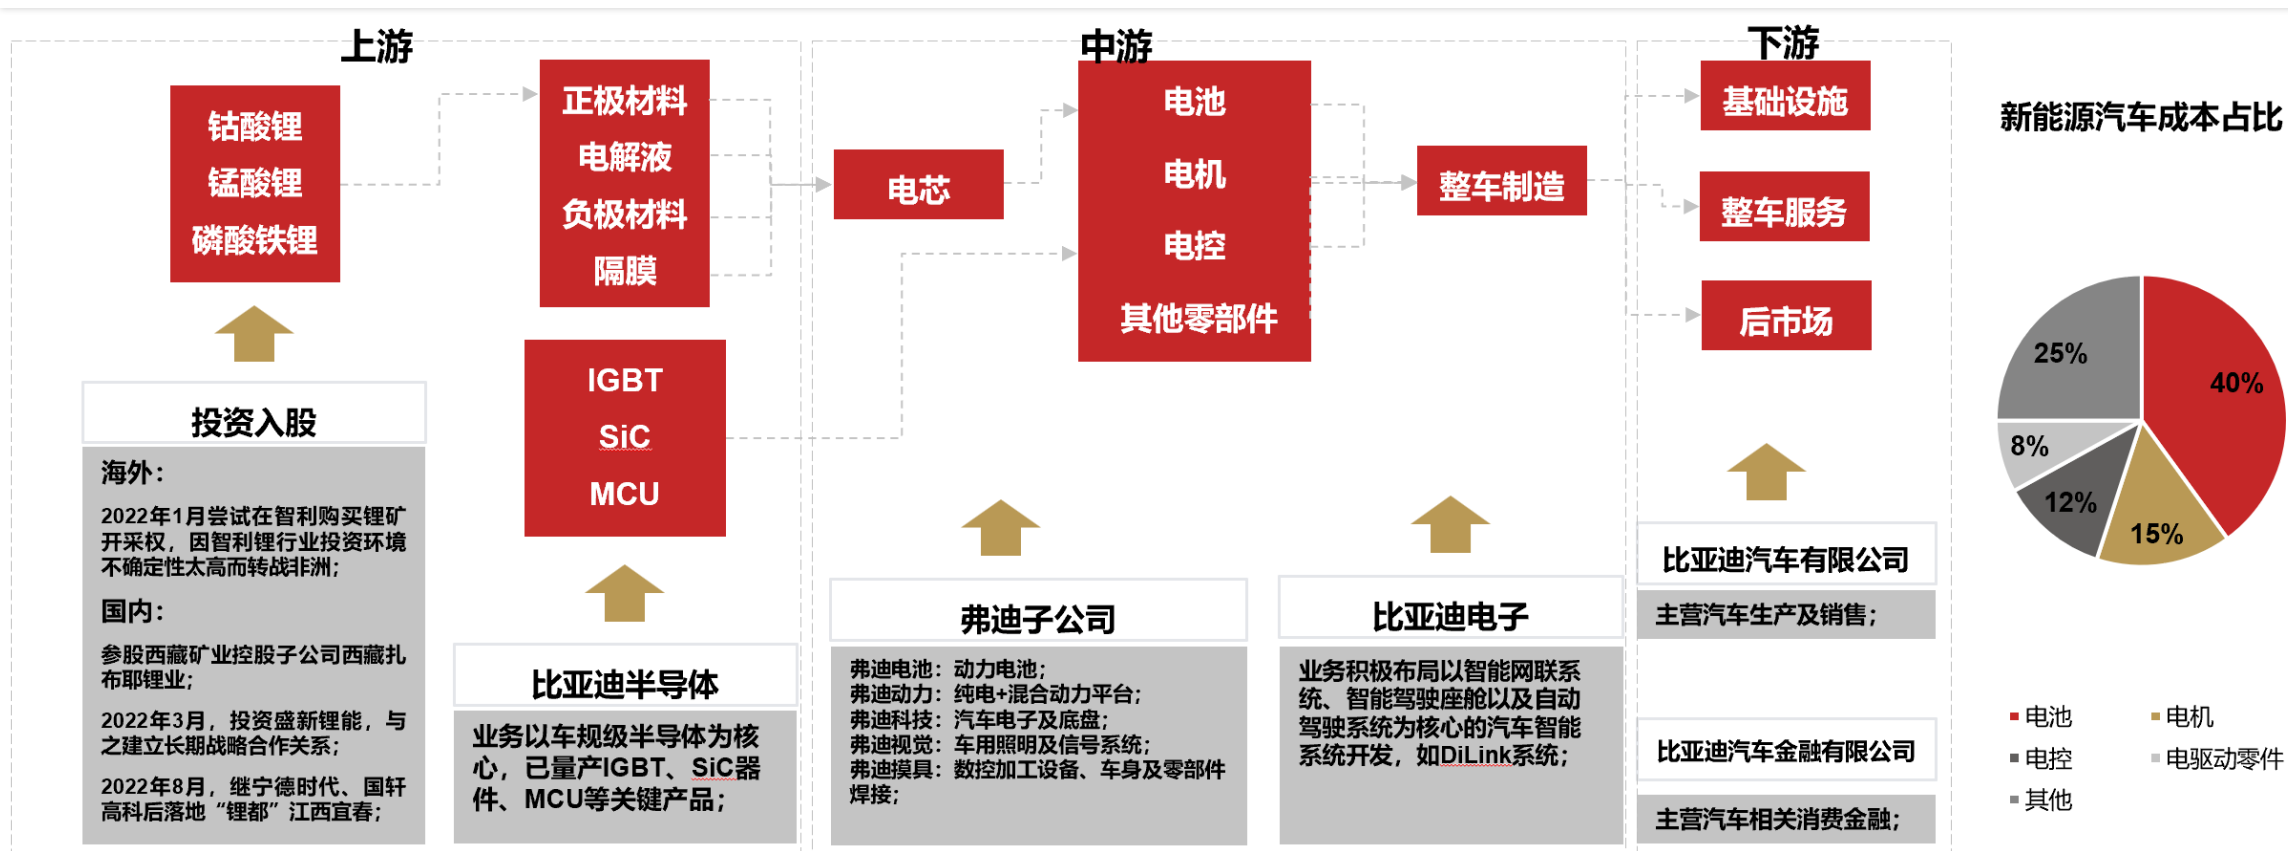 上游
钴酸锂
锰酸锂
磷酸铁锂
正极材料
电解液
负极材料
隔膜
IGBT
SiC
MCU
投资入股
海外：
2022年1月尝试在智利购买锂矿
开采权，因智利锂行业投资环境
不确定性太高而转战非洲；
国内：
参股西藏矿业控股子公司西藏扎
布耶锂业；
2022年3月，投资盛新锂能，与
之建立长期战略合作关系；
2022年8月，继宁德时代、国轩
高科后落地“锂都”江西宜春；
比亚迪半导体
业务以车规级半导体为核
心，已量产IGBT、SiC器
件、MCU等关键产品；
中游
电芯
电池
电机
电控
其他零部件
整车制造
弗迪子公司
弗迪电池：动力电池；
弗迪动力：纯电+混合动力平台；
弗迪科技：汽车电子及底盘；
弗迪视觉：车用照明及信号系统；
弗迪摸具：数控加工设备、车身及零部件
焊接；
比亚迪电子
业务积极布局以智能网联系
统、智能驾驶座舱以及自动
驾驶系统为核心的汽车智能
系统开发，如DiLink系统；
下游
基础设施
整车服务
后市场
比亚迪汽车有限公司
主营汽车生产及销售；
比亚迪汽车金融有限公司
主营汽车相关消费金融；
新能源汽车成本占比
40%
15%
12%
8%
25%
电池
电机
电控
电驱动零件
其他